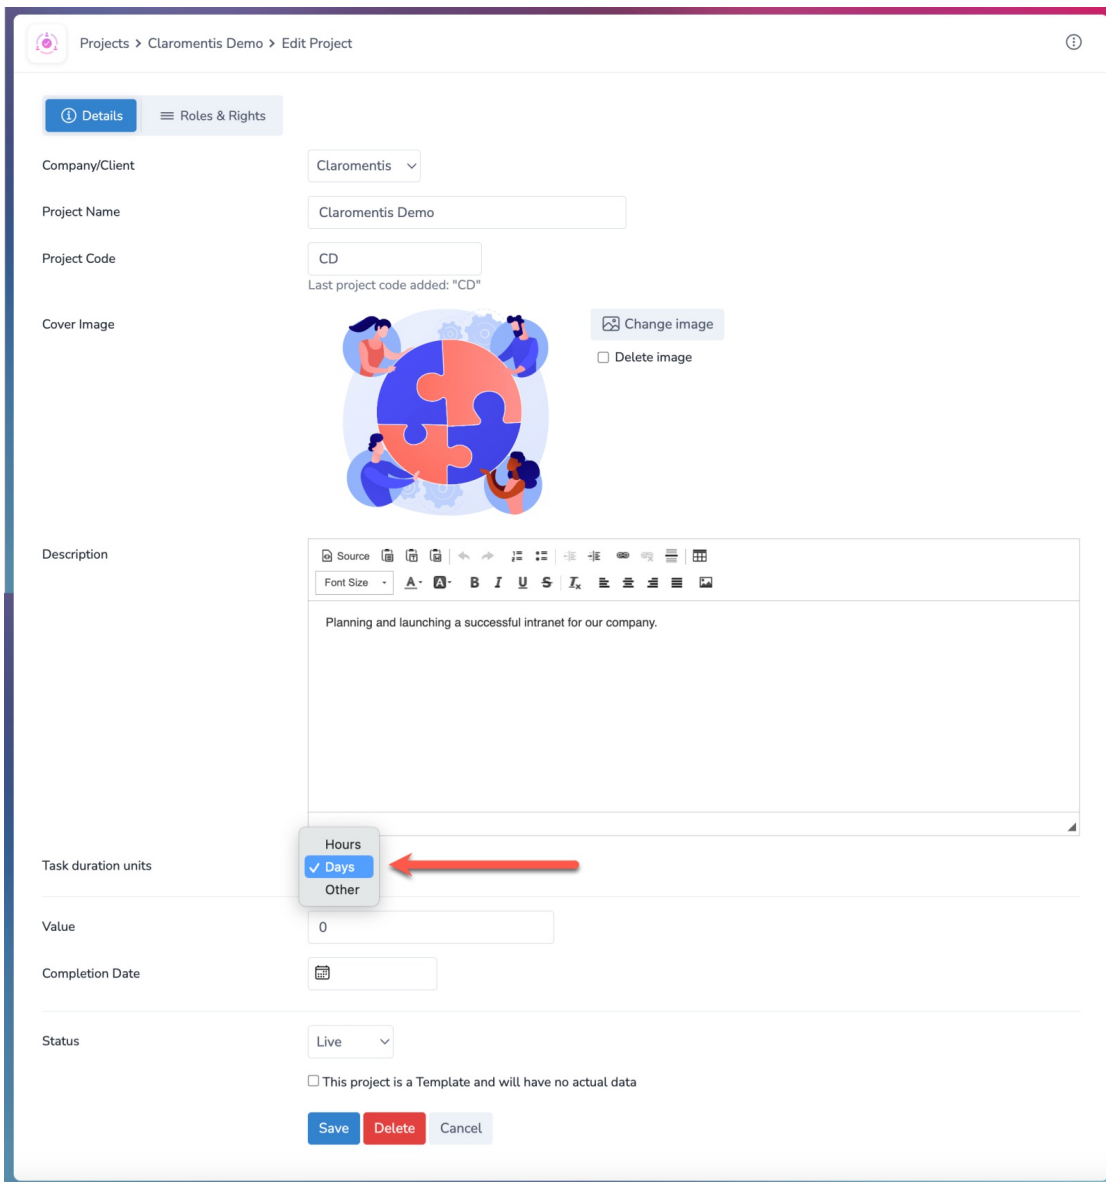 Projects > Claromentis Demo > Edit Project
Details
Roles & Rights
Company/Client
Claromentis
Project Name
Claromentis Demo
Project Code
CD
Last project code added: "CD"
Cover Image
Change image
Delete image
Description
Source
Font Size
A A B I U S Ix
Planning and launching a successful intranet for our company.
Task duration units
Hours
✓ Days
Other
Value
0
Completion Date
Status
Live
This project is a Template and will have no actual data
Save Delete Cancel